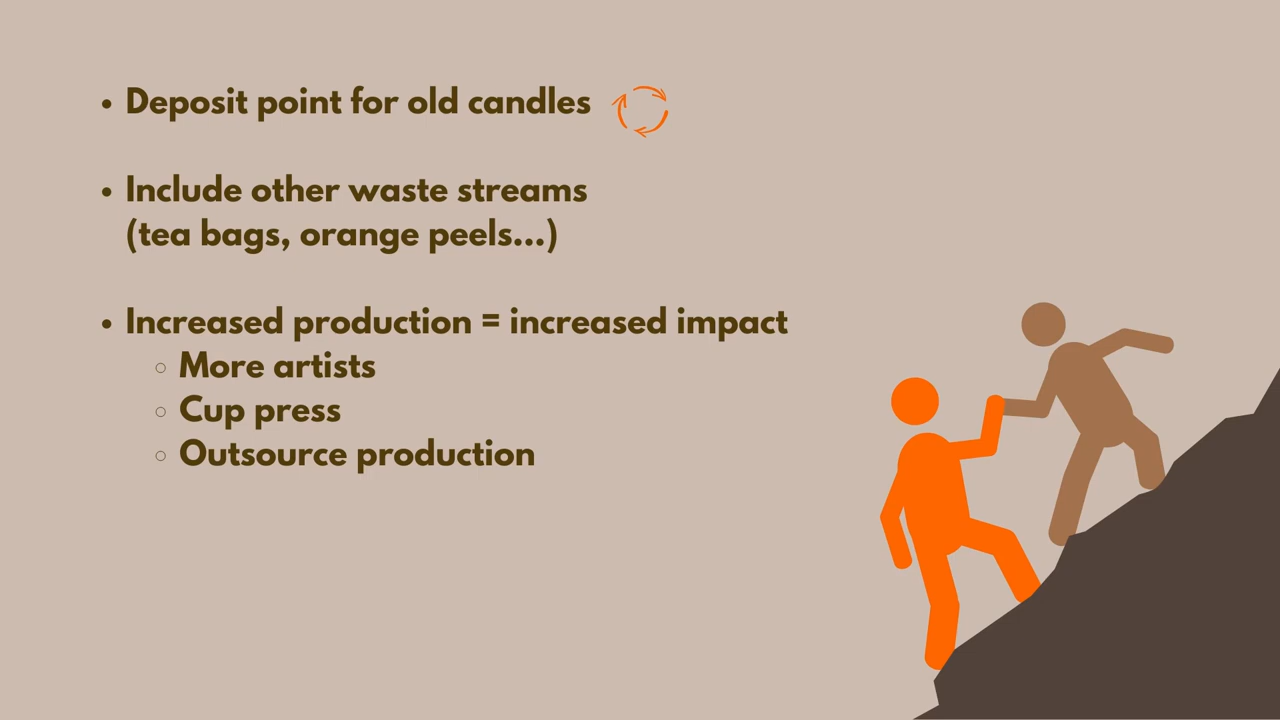 • Deposit point for old candles
• Include other waste streams
(tea bags, orange peels...)
• Increased production = increased impact
◦ More artists
◦ Cup press
◦ Outsource production